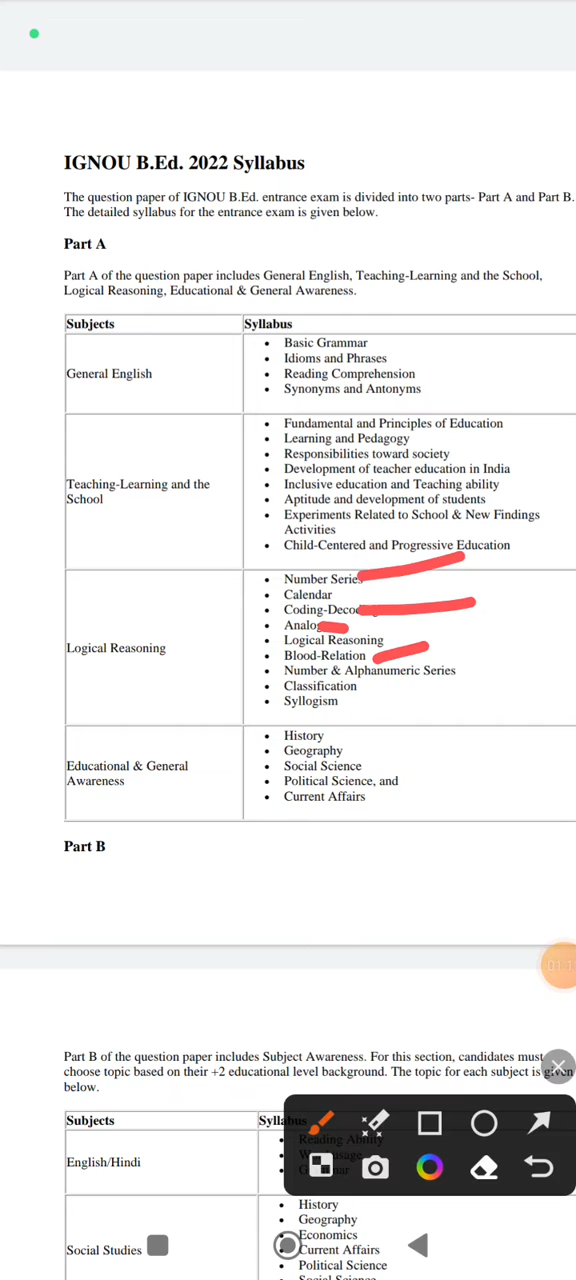 IGNOU B.Ed. 2022 Syllabus
The question paper of IGNOU B.Ed. entrance exam is divided into two parts- Part A and Part B.
The detailed syllabus for the entrance exam is given below.
Part A
Part A of the question paper includes General English, Teaching-Learning and the School,
Logical Reasoning, Educational & General Awareness.
Subjects Syllabus
General English
• Basic Grammar
• Idioms and Phrases
• Reading Comprehension
• Synonyms and Antonyms
Teaching-Learning and the
School
• Fundamental and Principles of Education
• Learning and Pedagogy
• Responsibilities toward society
• Development of teacher education in India
• Inclusive education and Teaching ability
• Aptitude and development of students
• Experiments Related to School & New Findings
Activities
• Child-Centered and Progressive Education
Logical Reasoning
• Number Series
• Calendar
• Coding-Decoding
• Analogy
• Logical Reasoning
• Blood-Relation
• Number & Alphanumeric Series
• Classification
• Syllogism
Educational & General
Awareness
• History
• Geography
• Social Science
• Political Science, and
• Current Affairs
Part B
Part B of the question paper includes Subject Awareness. For this section, candidates must
choose topic based on their +2 educational level background. The topic for each subject is given
below.
Subjects Syllabus
English/Hindi
• Reading Ability
• Grammar
Social Studies
• History
• Geography
• Economics
• Current Affairs
• Political Science